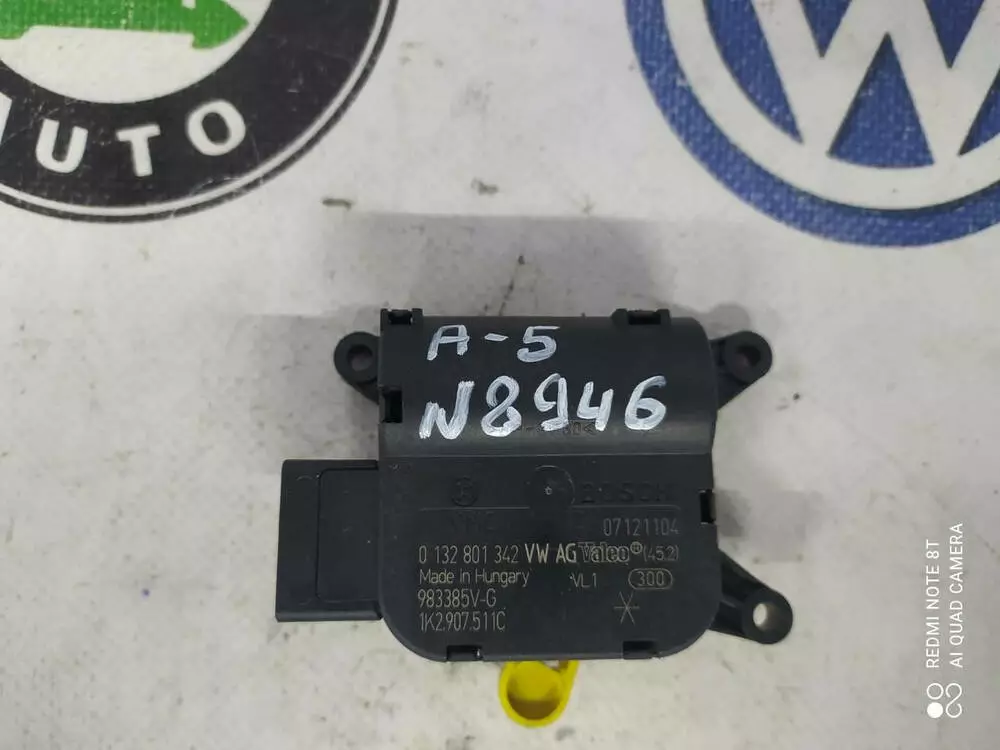 AUTO
A-5
N8946
BOSCH
07121104
0 132 801 342 VW AG Valeo® (45.2)
Made in Hungary VL1 300
983385V-G
1K2.907.511C
REDMI NOTE 8T
AI QUAD CAMERA